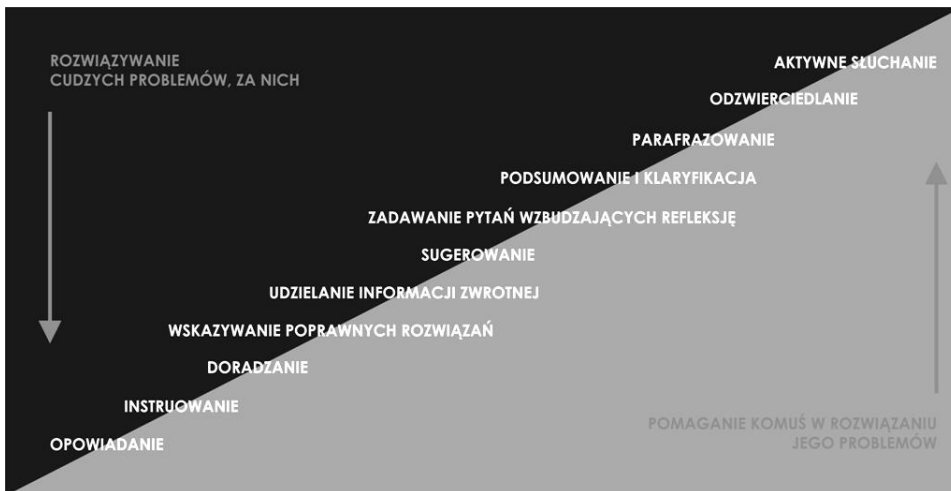 ROZWIĄZYWANIE
CUDZYCH PROBLEMÓW, ZA NICH
AKTYWNE SŁUCHANIE
ODZWIERCIEDLANIE
PARAFRAZOWANIE
PODSUMOWANIE I KLARYFIKACJA
ZADAWANIE PYTAŃ WZBUDZAJĄCYCH REFLEKSJĘ
SUGEROWANIE
UDZIELANIE INFORMACJI ZWROTNEJ
WSKAZYWANIE POPRAWNYCH ROZWIĄZAŃ
DORADZANIE
INSTRUOWANIE
OPOWIADANIE
POMAGANIE KOMUŚ W ROZWIĄZANIU
JEGO PROBLEMÓW